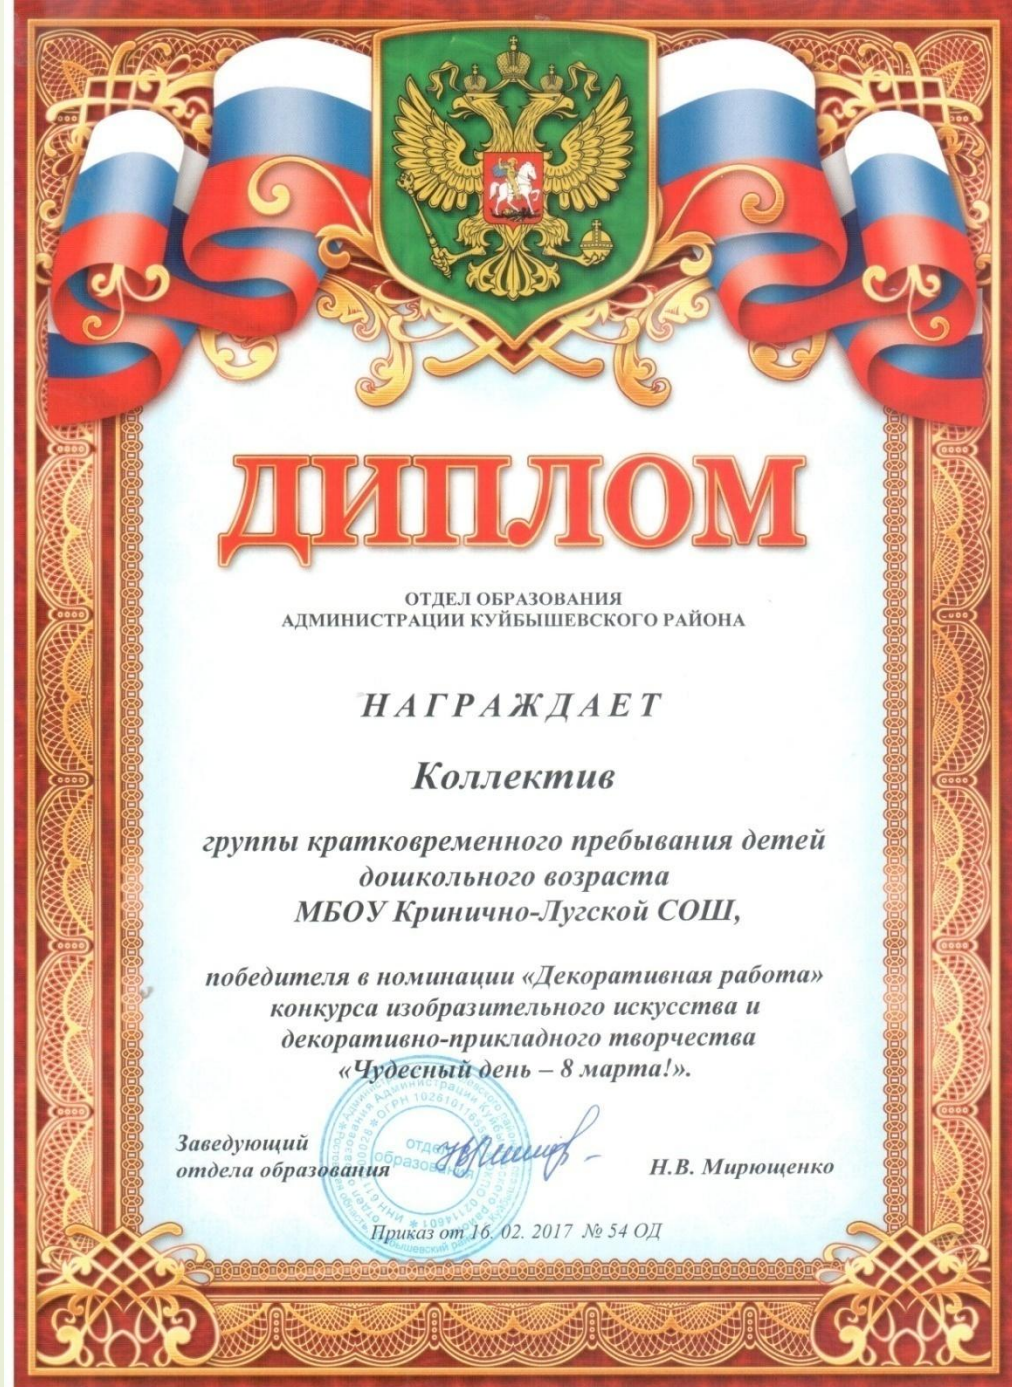 ДИПЛОМ
ОТДЕЛ ОБРАЗОВАНИЯ
АДМИНИСТРАЦИИ КУЙБЫШЕВСКОГО РАЙОНА
НАГРАЖДАЕТ
Коллектив
группы кратковременного пребывания детей
дошкольного возраста
МБОУ Кринично-Лугской СОШ,
победителя в номинации «Декоративная работа»
конкурса изобразительного искусства и
декоративно-прикладного творчества
«Чудесный день – 8 марта!».
Заведующий
отдела образования
Н.В. Мирющенко
отдел
образования
Приказ от 16. 02. 2017 № 54 ОД